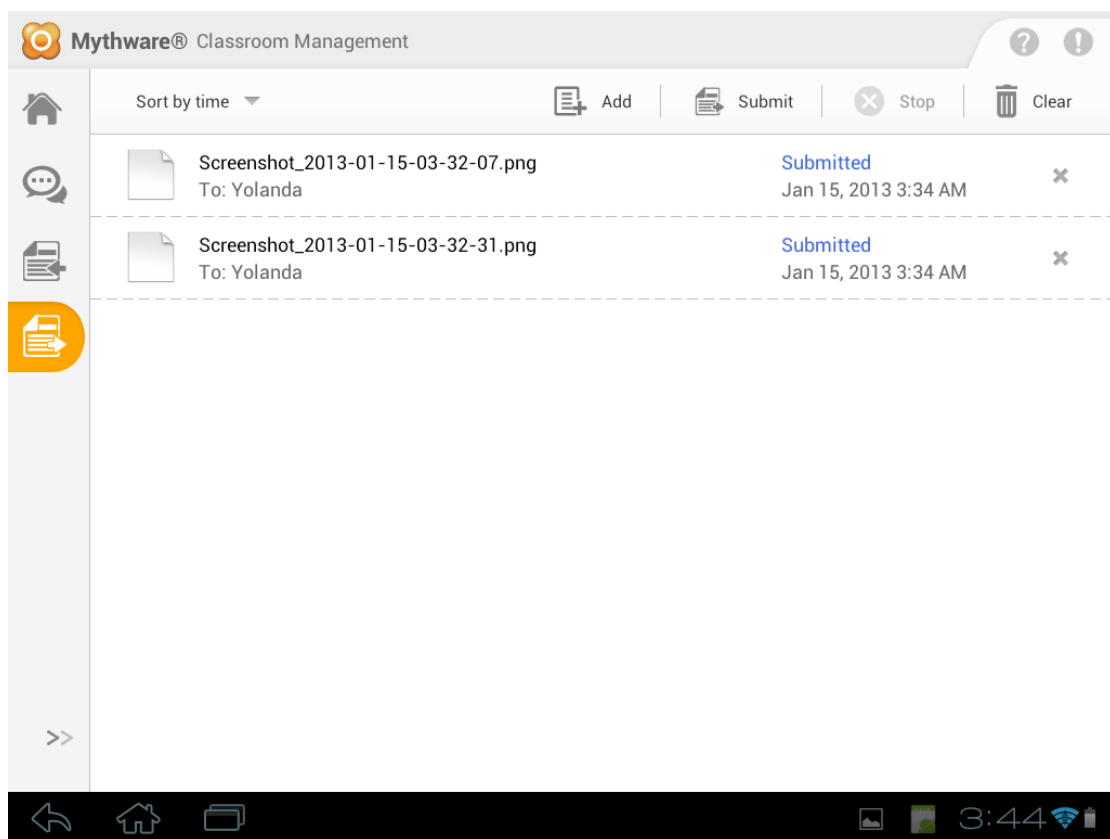 Mythware® Classroom Management
Sort by time Add Submit Stop Clear
Screenshot_2013-01-15-03-32-07.png Submitted
To: Yolanda Jan 15, 2013 3:34 AM
Screenshot_2013-01-15-03-32-31.png Submitted
To: Yolanda Jan 15, 2013 3:34 AM
>>
3:44